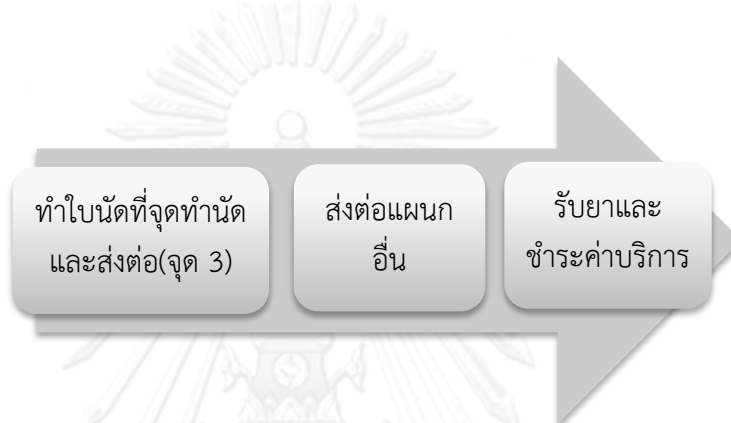 ทำใบนัดที่จุดทำนัด
และส่งต่อ(จุด 3)
ส่งต่อแผนก
อื่น
รับยาและ
ชำระค่าบริการ